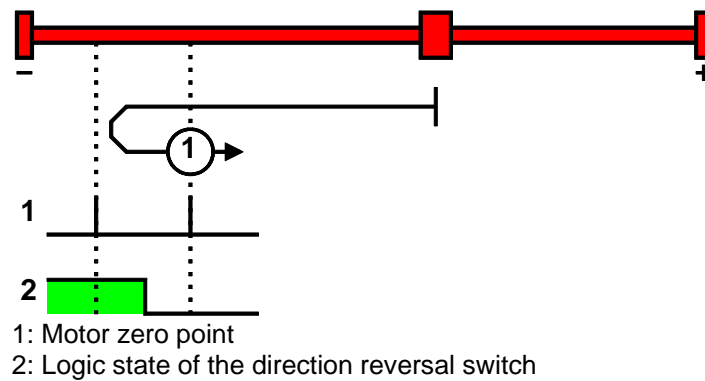 – +
1
1
2
1: Motor zero point
2: Logic state of the direction reversal switch